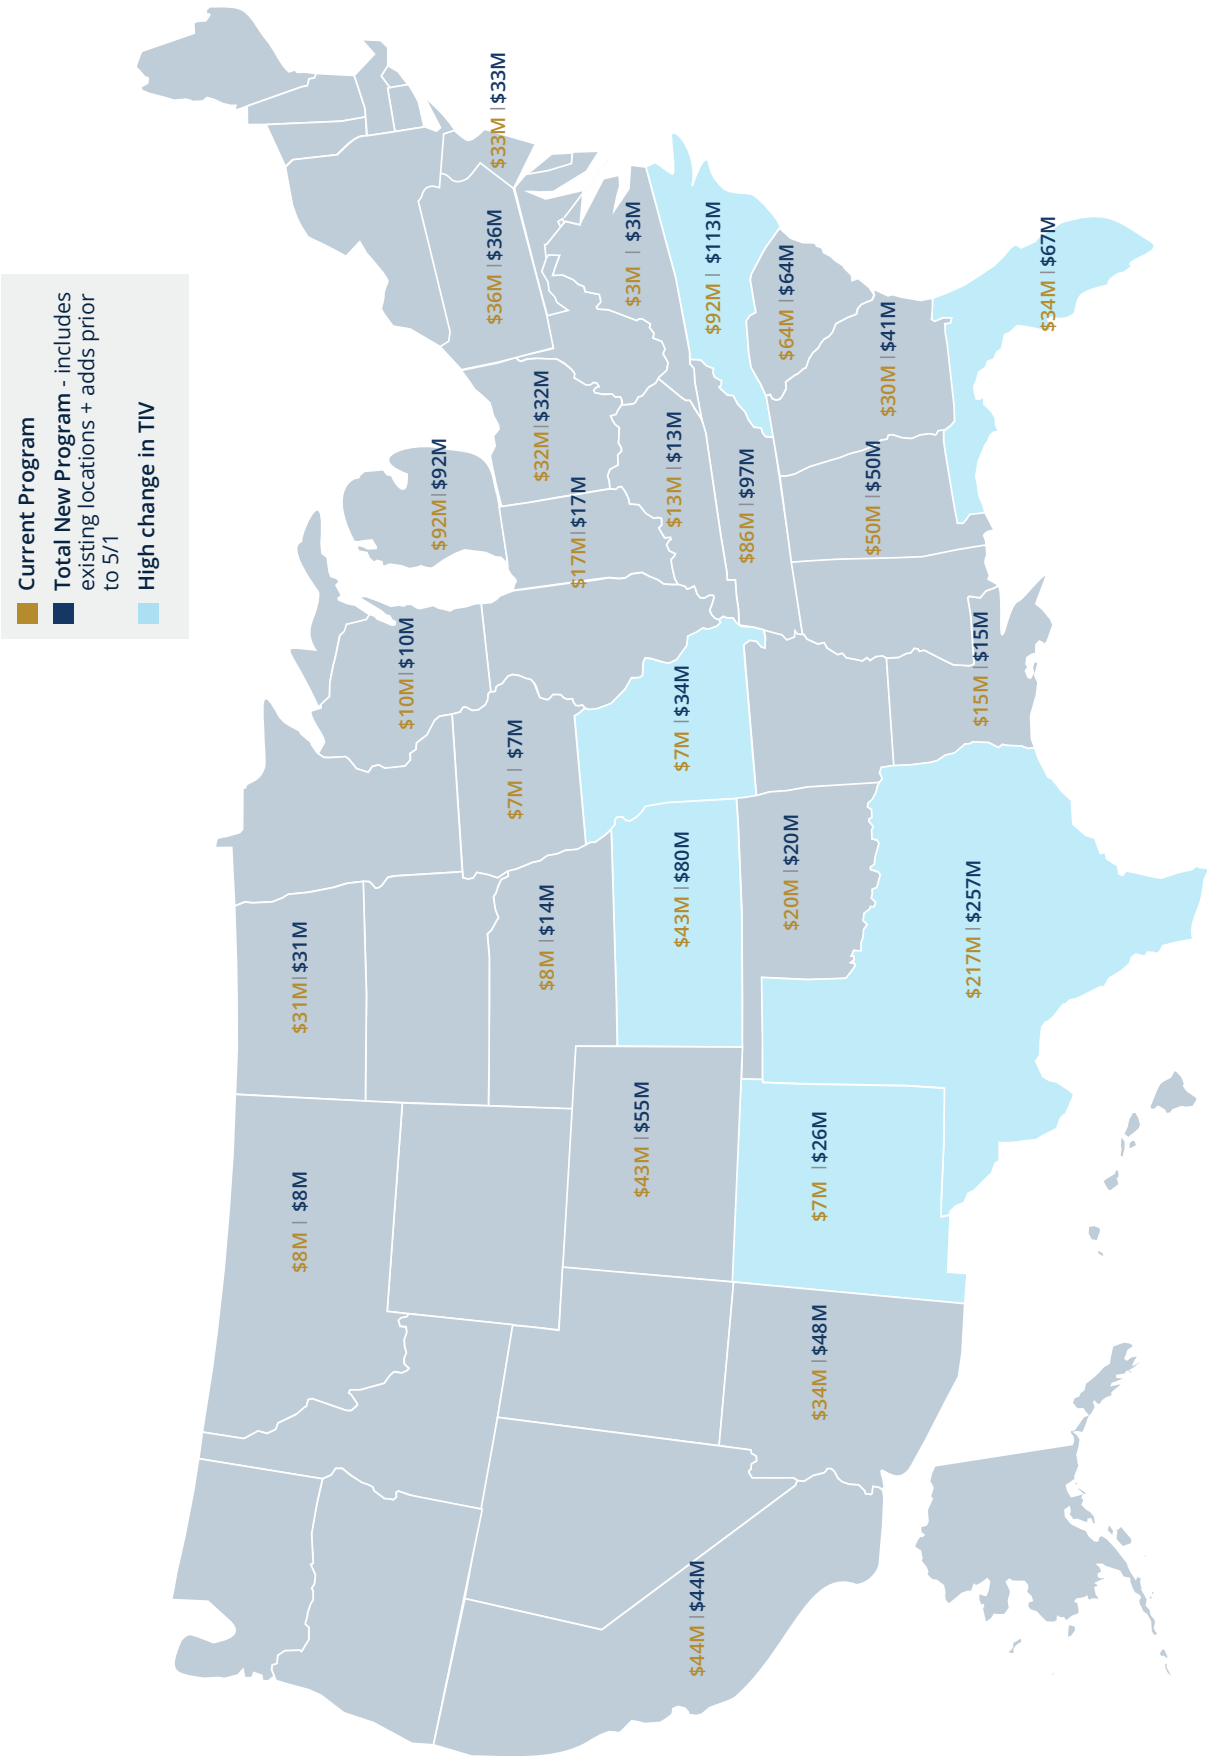 Current Program
Total New Program - includes
existing locations + adds prior
to 5/1
High change in TIV
$8M | $8M
$31M | $31M
$10M | $10M
$92M | $92M
$36M | $36M
$33M | $33M
$7M | $7M
$32M | $32M
$8M | $14M
$17M | $17M
$3M | $3M
$43M | $55M
$13M | $13M
$43M | $80M
$7M | $34M
$44M | $44M
$92M | $113M
$86M | $97M
$64M | $64M
$20M | $20M
$34M | $48M
$7M | $26M
$50M | $50M
$30M | $41M
$217M | $257M
$15M | $15M
$34M | $67M